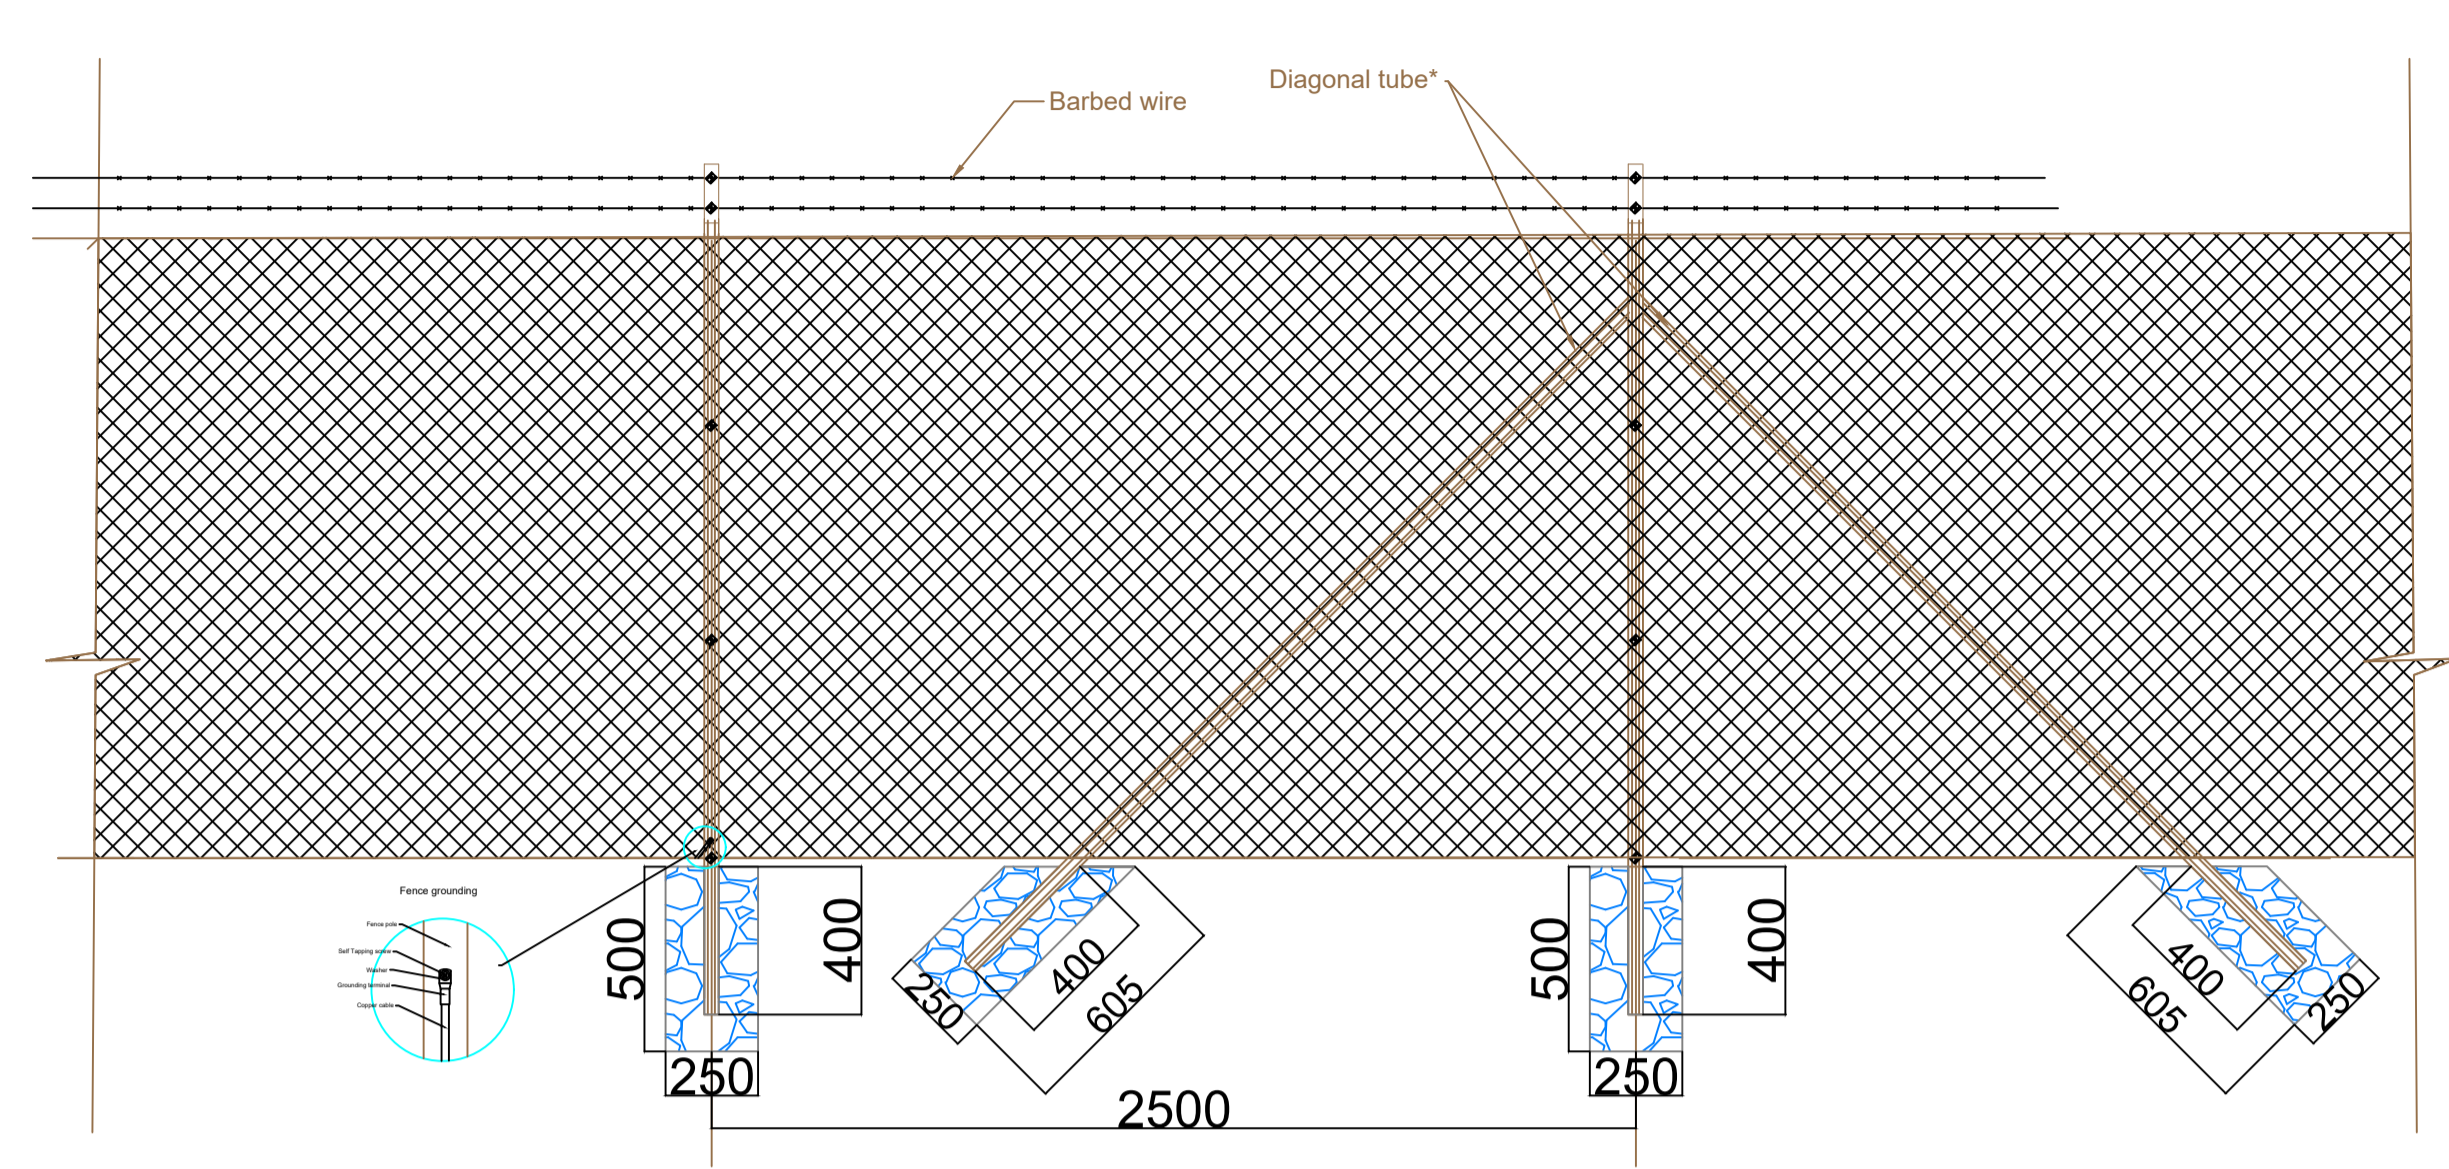 Diagonal tube*
Barbed wire
Fence grounding
Fence pole
Self Tapping screw
Washer
Grounding terminal
Copper cable
500
400
250
250
400
605
500
400
250
605
400
250
2500